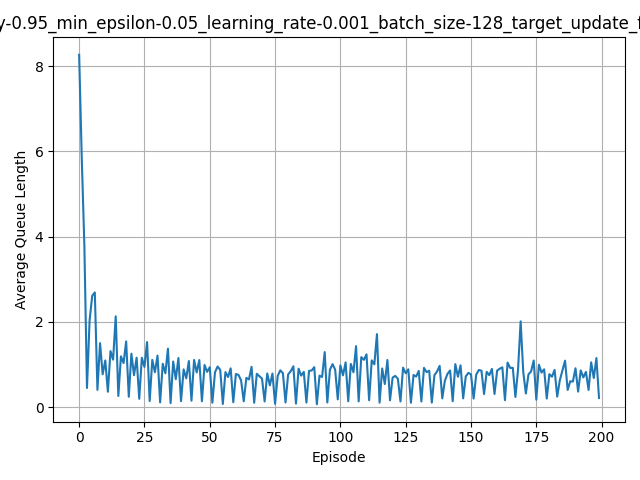 y-0.95_min_epsilon-0.05_learning_rate-0.001_batch_size-128_target_update_f
8
6
4
2
0
Average Queue Length
0 25 50 75 100 125 150 175 200
Episode